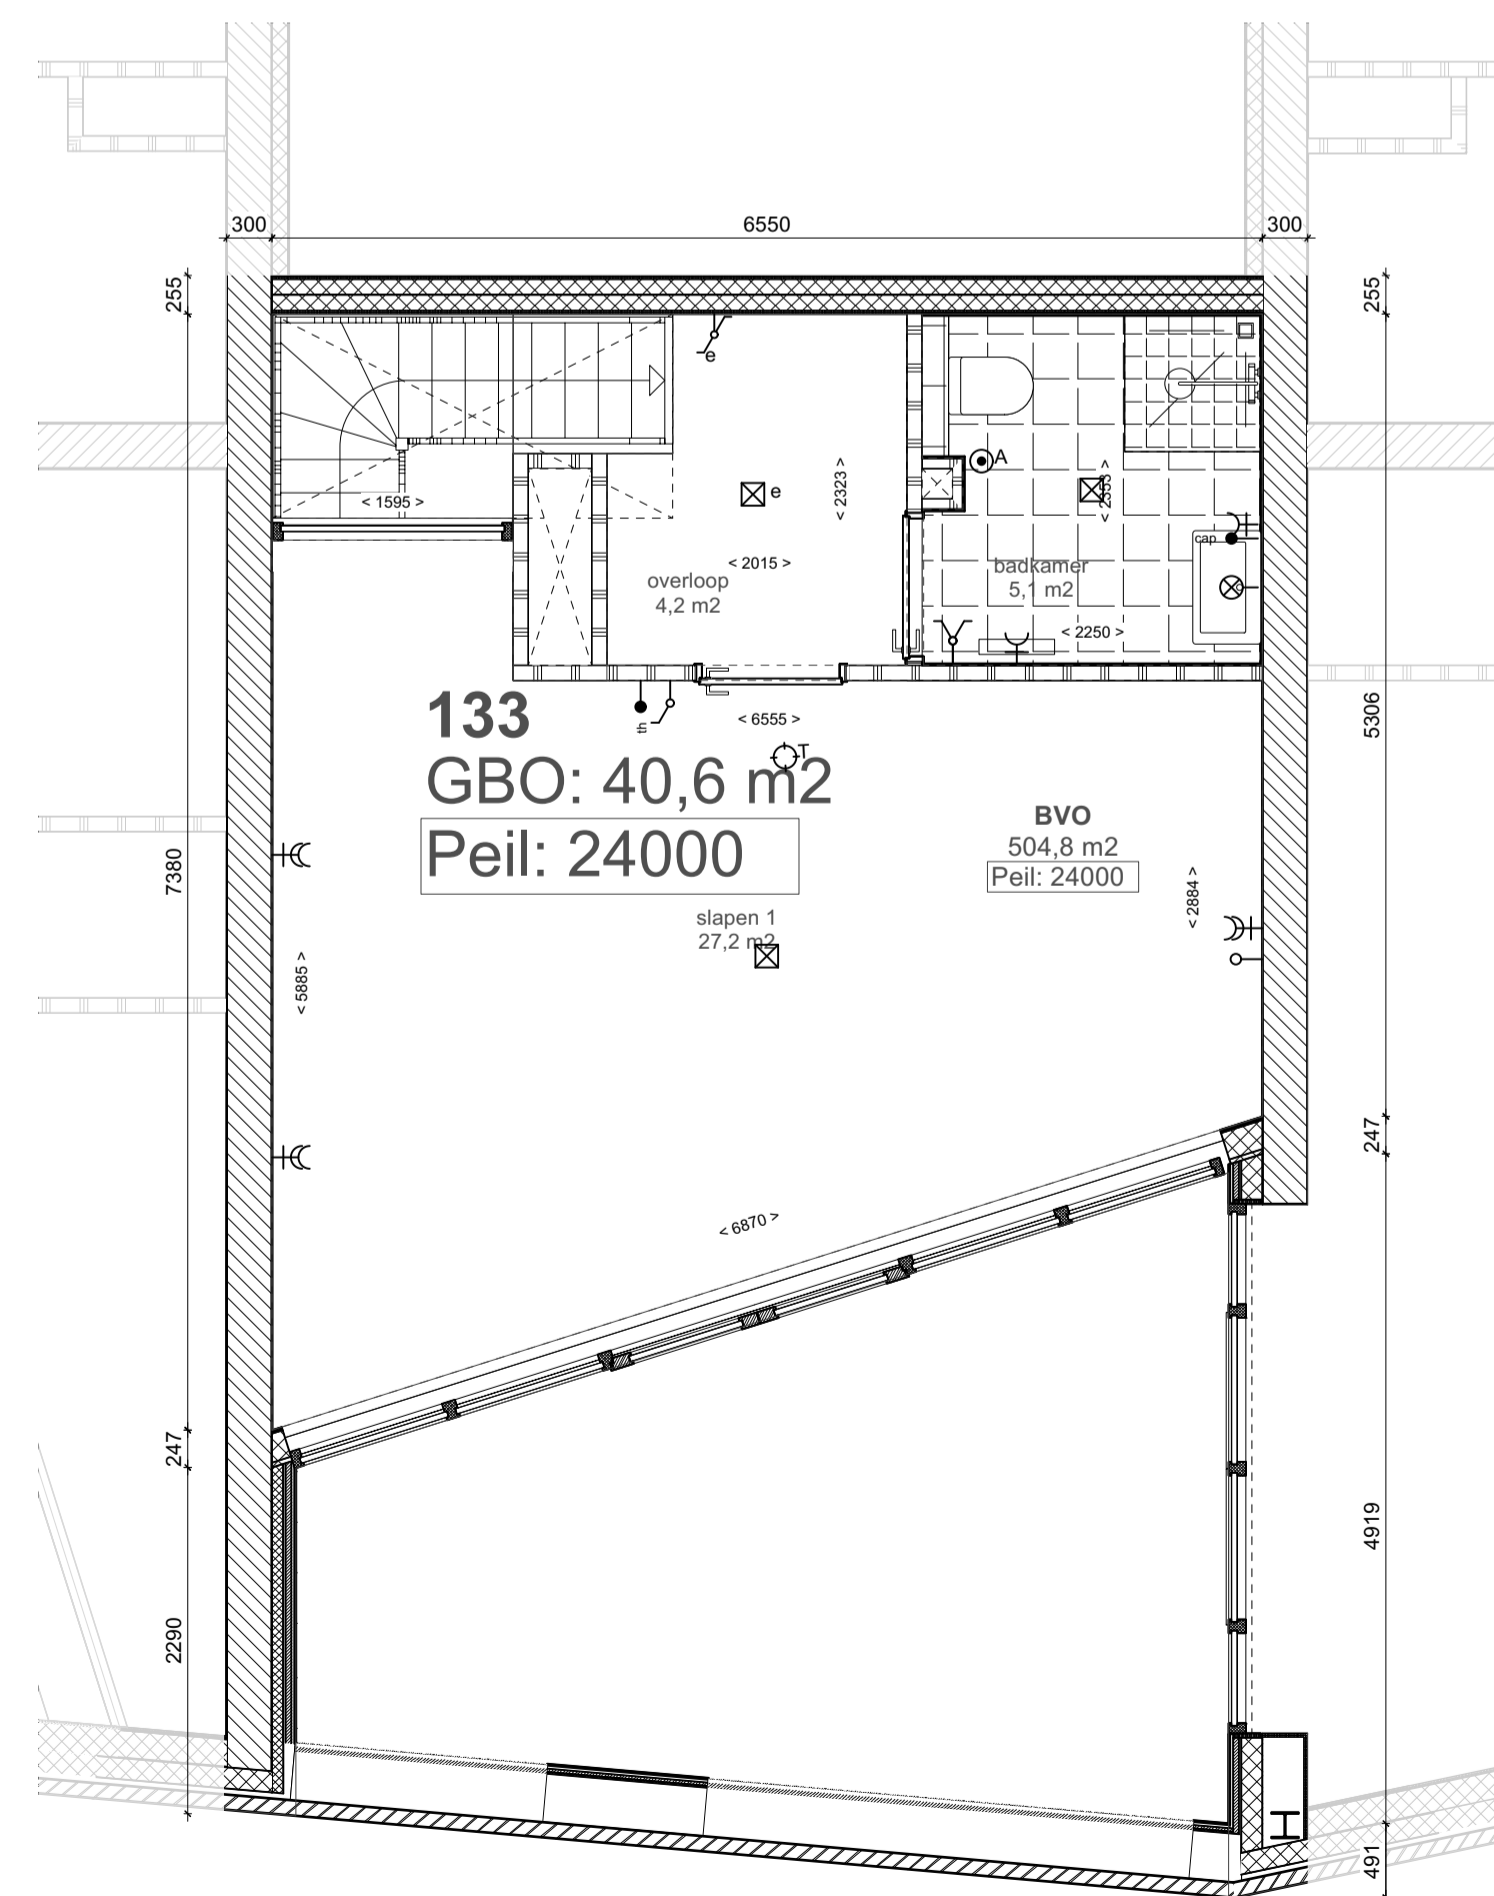 300
6550
300
255
255
e
< 1595 >
e
< 2323 >
A
< 2353 >
cap
< 2015 >
overloop
4,2 m2
badkamer
5,1 m2
< 2250 >
th
133
< 6555 >
T
GBO: 40,6 m2
Peil: 24000
BVO
504,8 m2
Peil: 24000
5306
7380
< 2884 >
slapen 1
27,2 m2
< 5885 >
247
< 6870 >
247
4919
2290
491